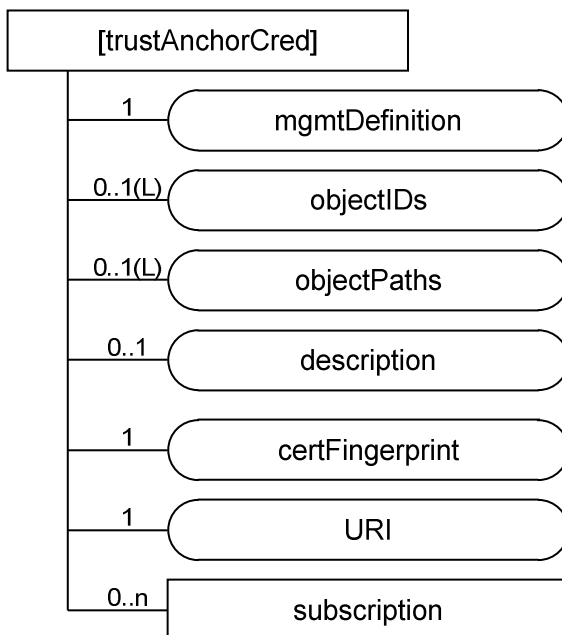 [trustAnchorCred]
1
mgmtDefinition
0..1(L)
objectIDs
0..1(L)
objectPaths
0..1
description
1
certFingerprint
1
URI
0..n
subscription